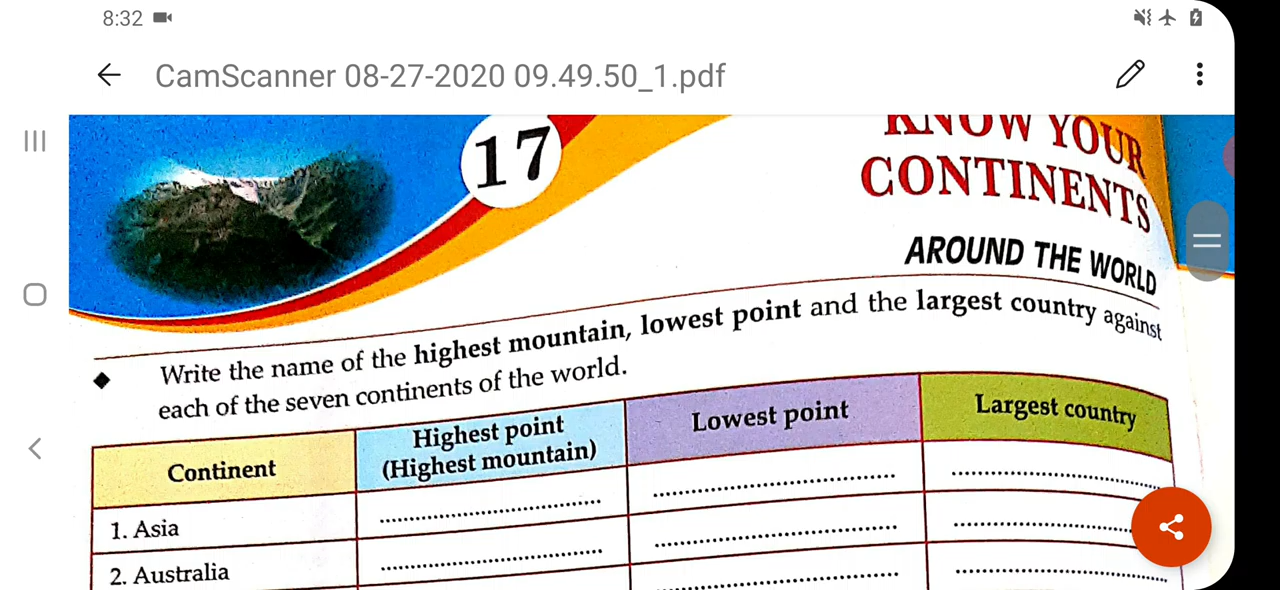 8:32
CamScanner 08-27-2020 09.49.50_1.pdf
17
KNOW YOUR
CONTINENTS
AROUND THE WORLD
Write the name of the highest mountain, lowest point and the largest country against
each of the seven continents of the world.
Continent
Highest point
(Highest mountain)
Lowest point
Largest country
1. Asia
2. Australia